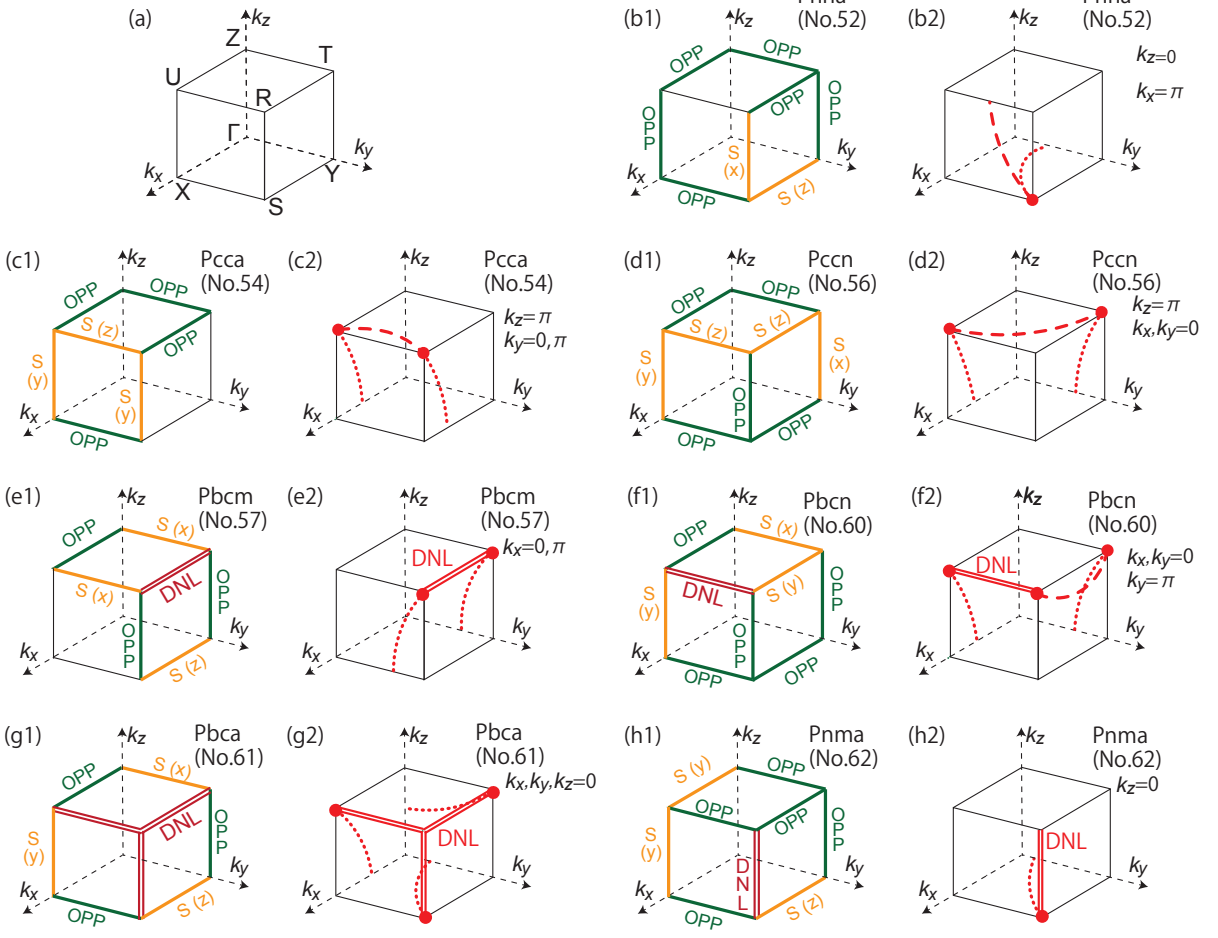 (a)
kz
Z
T
U
R
Γ
ky
kx
X
Y
S
(b1)
(No.52)
OPP
OPP
OPP
OPP
OPP
S
(x)
S (z)
OPP
(b2)
(No.52)
kz
kz=0
kx=π
ky
kx
(c1)
kz
Pcca
(No.54)
OPP
OPP
S (z)
OPP
S
(y)
S
(y)
ky
kx
OPP
(c2)
kz
Pcca
(No.54)
kz=π
ky=0, π
ky
kx
(d1)
kz
Pccn
(No.56)
OPP
OPP
S (z)
S (z)
S
(y)
S
(x)
OPP
ky
kx
OPP
OPP
(d2)
kz
Pccn
(No.56)
kz=π
kx,ky=0
ky
kx
(e1)
kz
Pbcm
(No.57)
OPP
S (x)
S (x)
DNL
OPP
OPP
ky
kx
S (z)
(e2)
kz
Pbcm
(No.57)
kx=0, π
DNL
ky
kx
(f1)
kz
Pbcn
(No.60)
OPP
S (x)
DNL
S (y)
S
(y)
OPP
OPP
ky
kx
OPP
OPP
(f2)
kz
Pbcn
(No.60)
kx,ky=0
ky=π
DNL
ky
kx
(g1)
kz
Pbca
(No.61)
OPP
S (x)
DNL
S
(y)
OPP
ky
kx
OPP
S (z)
(g2)
kz
Pbca
(No.61)
kx,ky,kz=0
DNL
ky
kx
(h1)
kz
Pnma
(No.62)
S (y)
OPP
OPP
OPP
OPP
S
(y)
DNL
ky
kx
OPP
S (z)
(h2)
kz
Pnma
(No.62)
kz=0
DNL
ky
kx